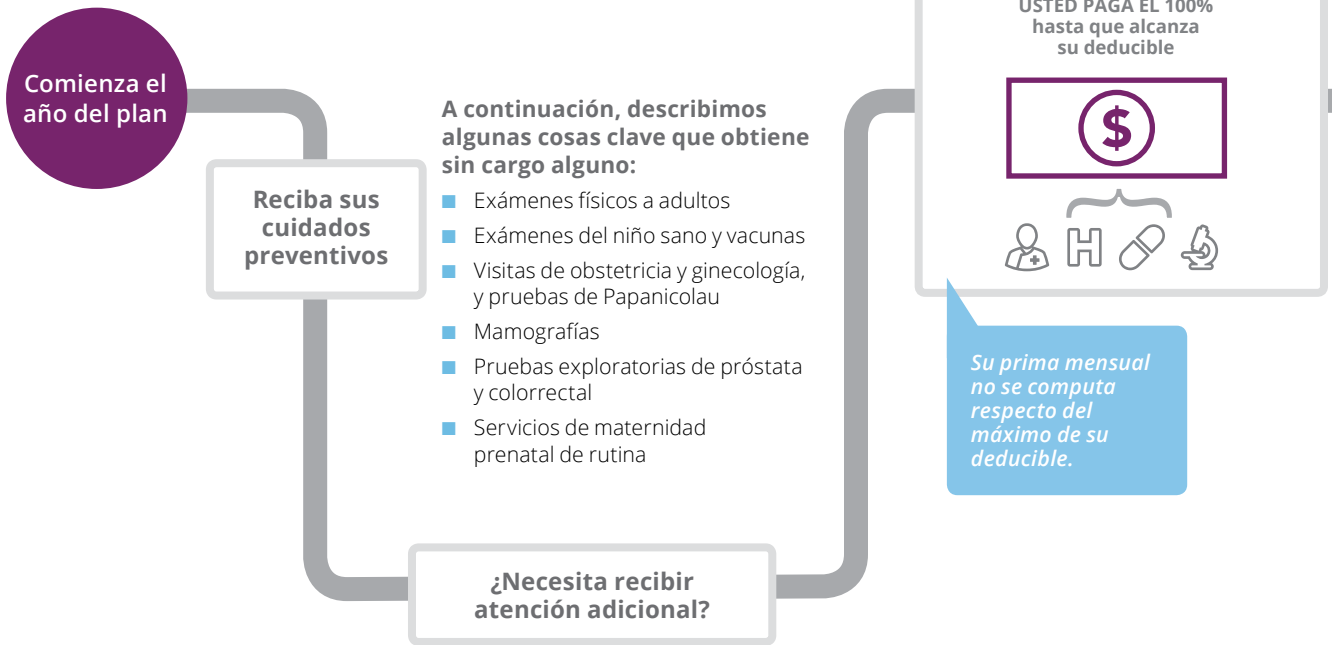 Comienza el
año del plan
Reciba sus
cuidados
preventivos
A continuación, describimos
algunas cosas clave que obtiene
sin cargo alguno:
Exámenes físicos a adultos
Exámenes del niño sano y vacunas
Visitas de obstetricia y ginecología,
y pruebas de Papanicolau
Mamografías
Pruebas exploratorias de próstata
y colorrectal
Servicios de maternidad
prenatal de rutina
¿Necesita recibir
atención adicional?
USTED PAGA EL 100%
hasta que alcanza
su deducible
$
H
Su prima mensual
no se computa
respecto del
máximo de su
deducible.